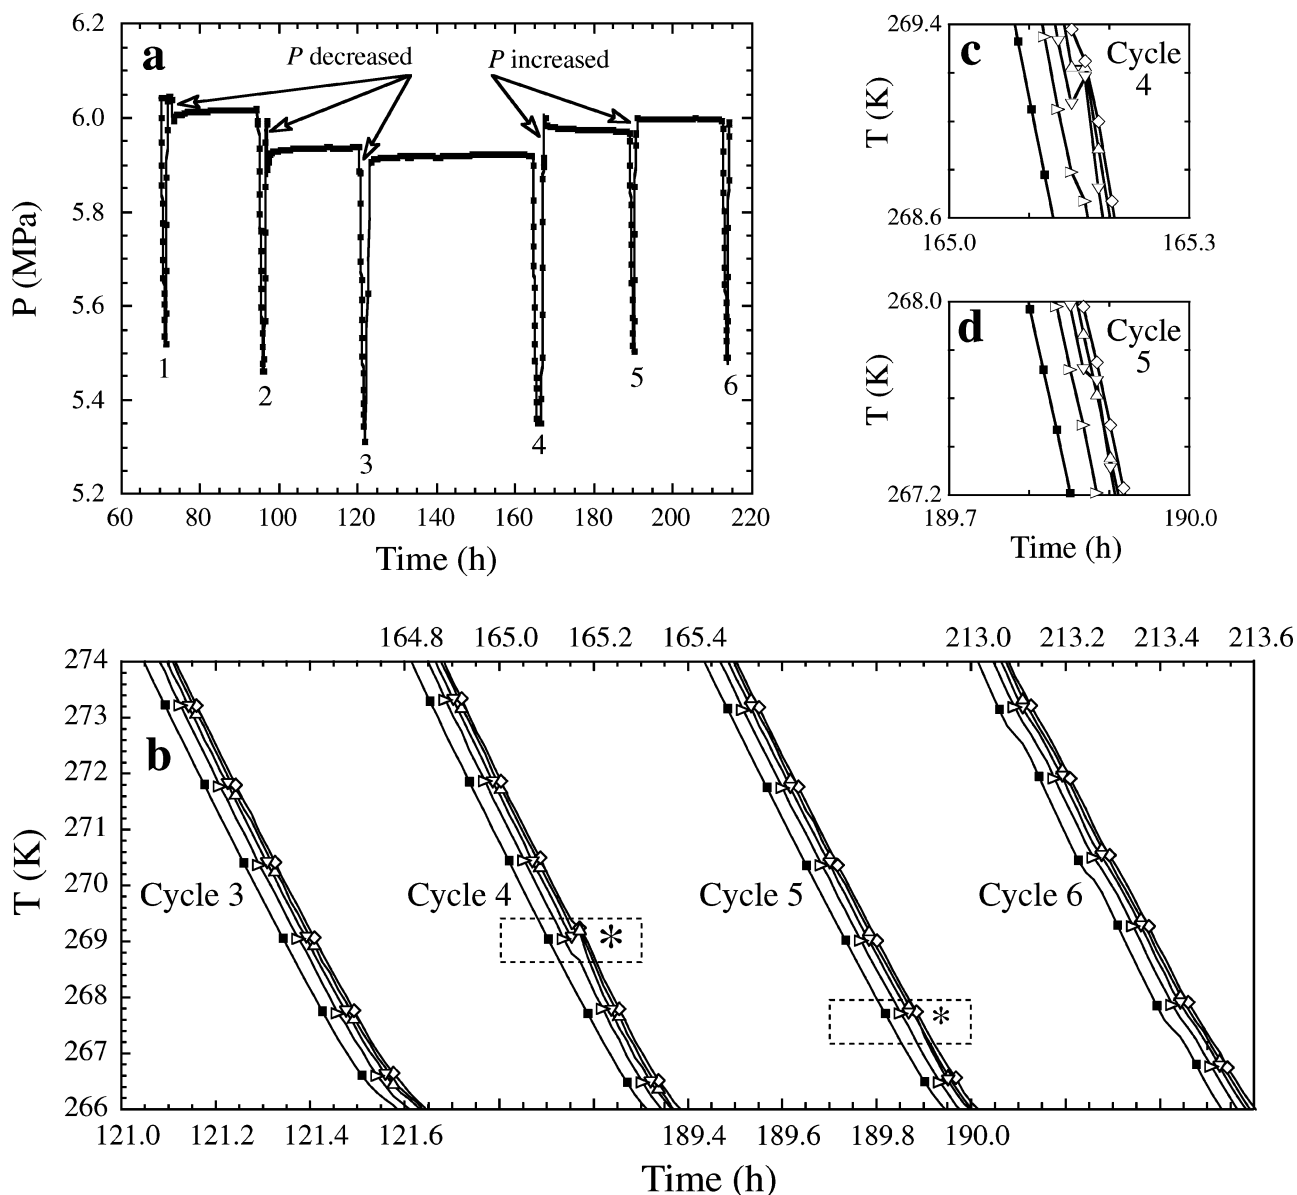 a
P decreased
P increased
6.2
6.0
5.8
5.6
5.4
5.2
P (MPa)
1
2
3
4
5
6
60 80 100 120 140 160 180 200 220
Time (h)
c
Cycle
4
269.4
268.6
T (K)
165.0 165.3
d
Cycle
5
268.0
267.2
T (K)
189.7 190.0
Time (h)
164.8 165.0 165.2 165.4 213.0 213.2 213.4 213.6
274
273
272
271
270
269
268
267
266
T (K)
b
Cycle 3
Cycle 4
Cycle 5
Cycle 6
*
*
121.0 121.2 121.4 121.6 189.4 189.6 189.8 190.0
Time (h)